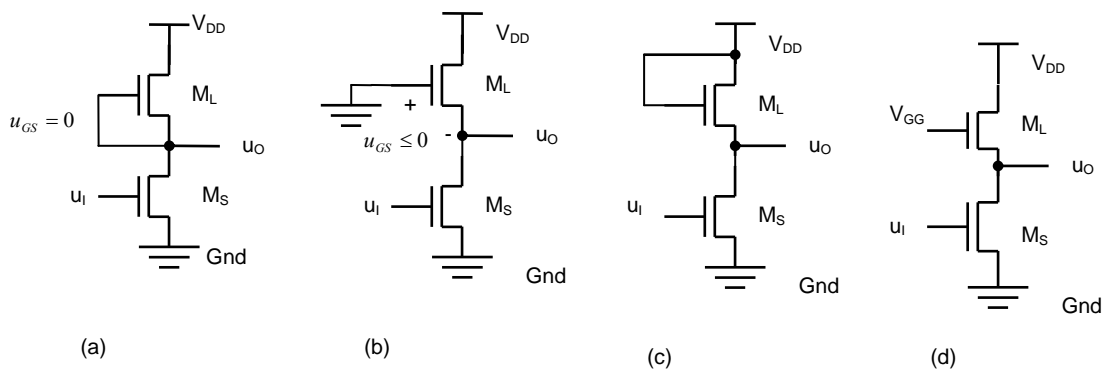 V_DD
M_L
u_GS = 0
u_O
u_I
M_S
Gnd
(a)
V_DD
M_L
+
u_GS ≤ 0
-
u_O
u_I
M_S
Gnd
(b)
V_DD
M_L
u_O
u_I
M_S
Gnd
(c)
V_DD
V_GG
M_L
u_O
u_I
M_S
Gnd
(d)